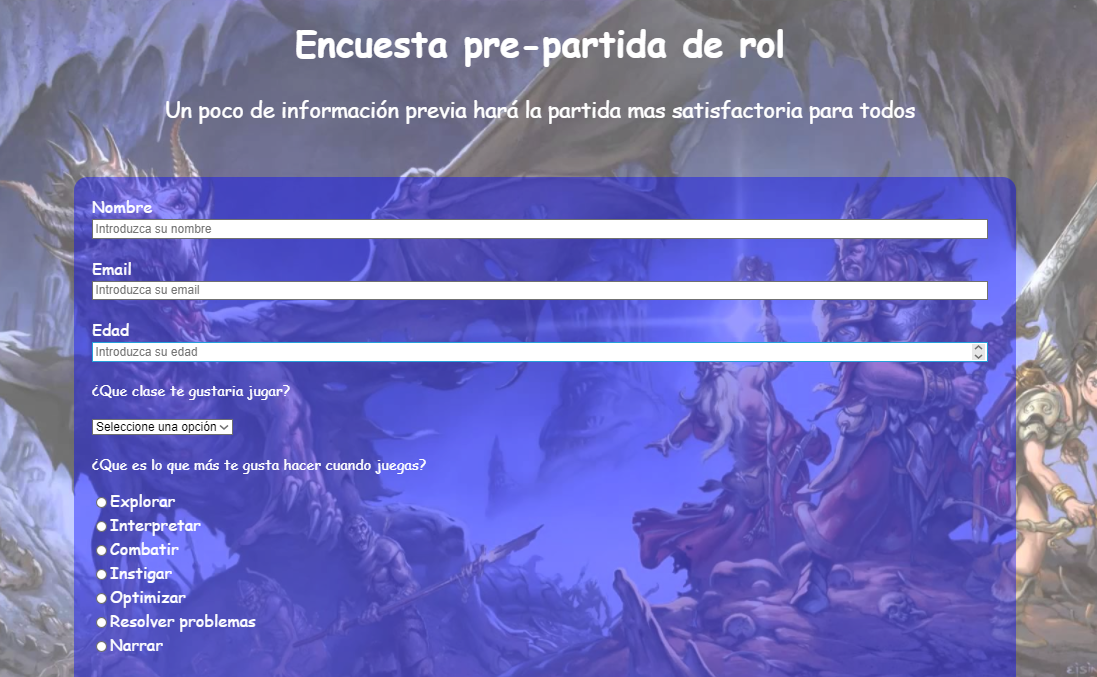 Encuesta pre-partida de rol
Un poco de información previa hará la partida mas satisfactoria para todos
Nombre
Introduzca su nombre
Email
Introduzca su email
Edad
Introduzca su edad
¿Que clase te gustaria jugar?
Seleccione una opción
¿Que es lo que más te gusta hacer cuando juegas?
Explorar
Interpretar
Combatir
Instigar
Optimizar
Resolver problemas
Narrar